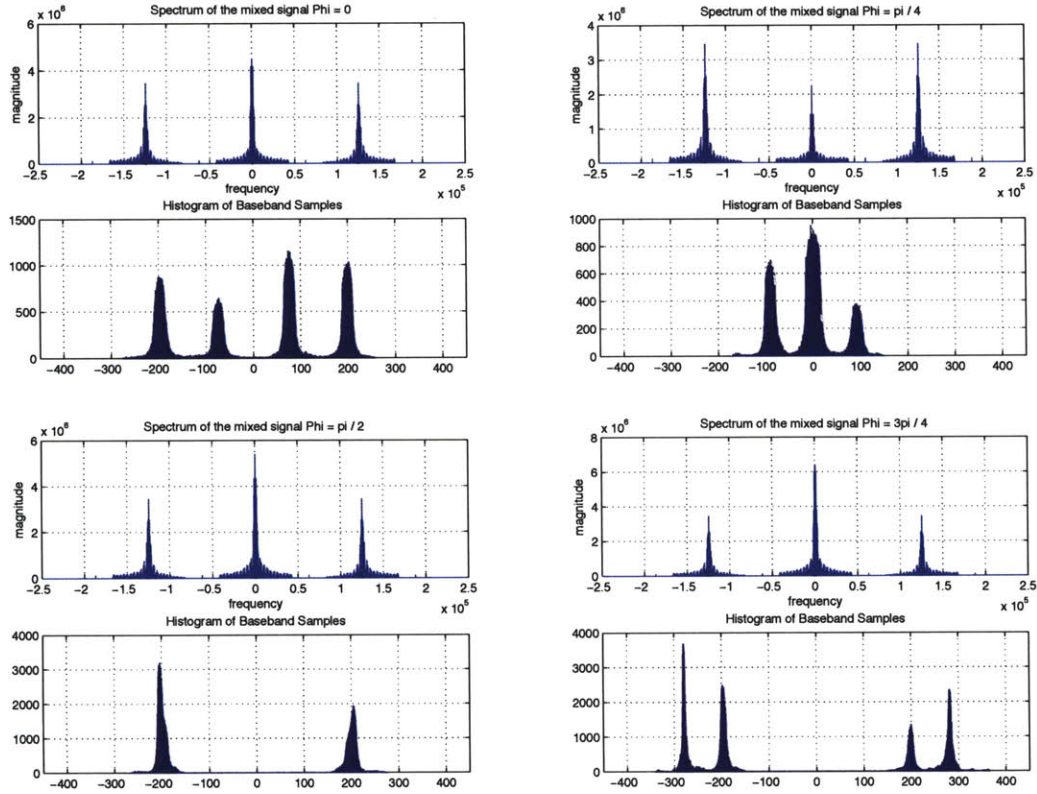 Spectrum of the mixed signal Phi = 0
x 10^6
6
4
2
0
magnitude
−2.5 −2 −1.5 −1 −0.5 0 0.5 1 1.5 2 2.5
frequency
x 10^5
Histogram of Baseband Samples
1500
1000
500
0
−400 −300 −200 −100 0 100 200 300 400
Spectrum of the mixed signal Phi = pi / 4
x 10^6
4
3
2
1
0
magnitude
−2.5 −2 −1.5 −1 −0.5 0 0.5 1 1.5 2 2.5
frequency
x 10^5
Histogram of Baseband Samples
1000
800
600
400
200
0
−400 −300 −200 −100 0 100 200 300 400
Spectrum of the mixed signal Phi = pi / 2
x 10^6
6
4
2
0
magnitude
−2.5 −2 −1.5 −1 −0.5 0 0.5 1 1.5 2 2.5
frequency
x 10^5
Histogram of Baseband Samples
4000
3000
2000
1000
0
−400 −300 −200 −100 0 100 200 300 400
Spectrum of the mixed signal Phi = 3pi / 4
x 10^6
8
6
4
2
0
magnitude
−2.5 −2 −1.5 −1 −0.5 0 0.5 1 1.5 2 2.5
frequency
x 10^5
Histogram of Baseband Samples
4000
3000
2000
1000
0
−400 −300 −200 −100 0 100 200 300 400